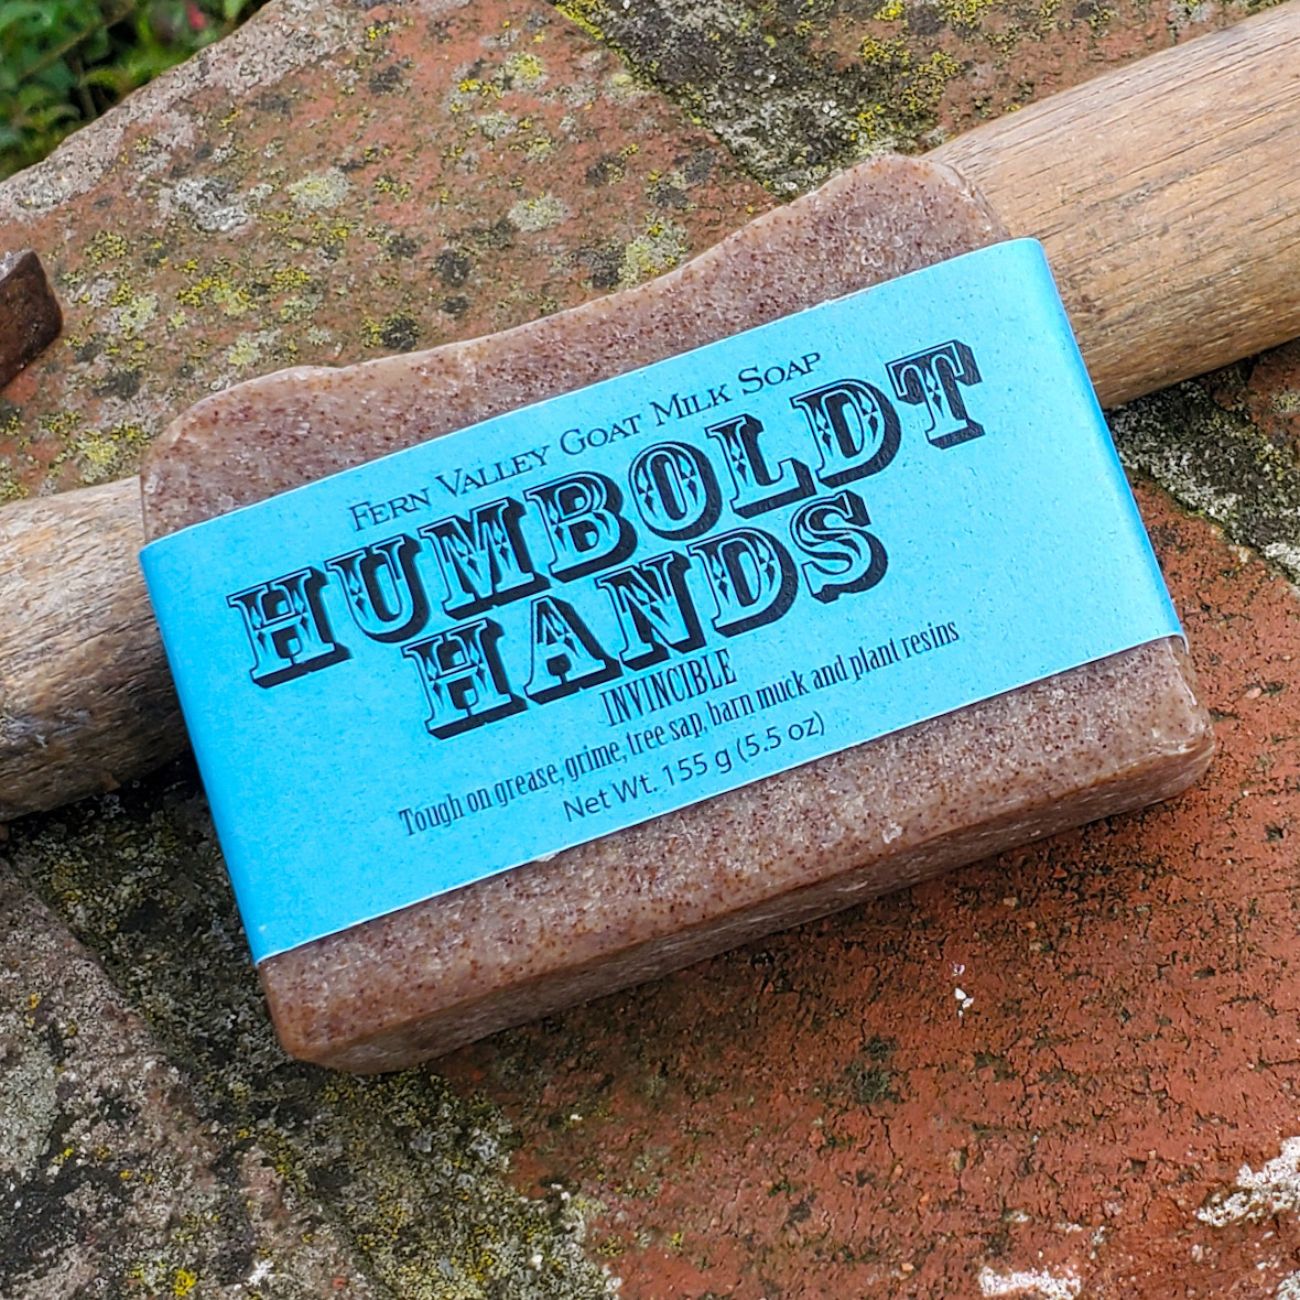 Fern Valley Goat Milk Soap
HUMBOLDT
HANDS
INVINCIBLE
Tough on grease, grime, tree sap, barn muck and plant resins
Net Wt. 155 g (5.5 oz)